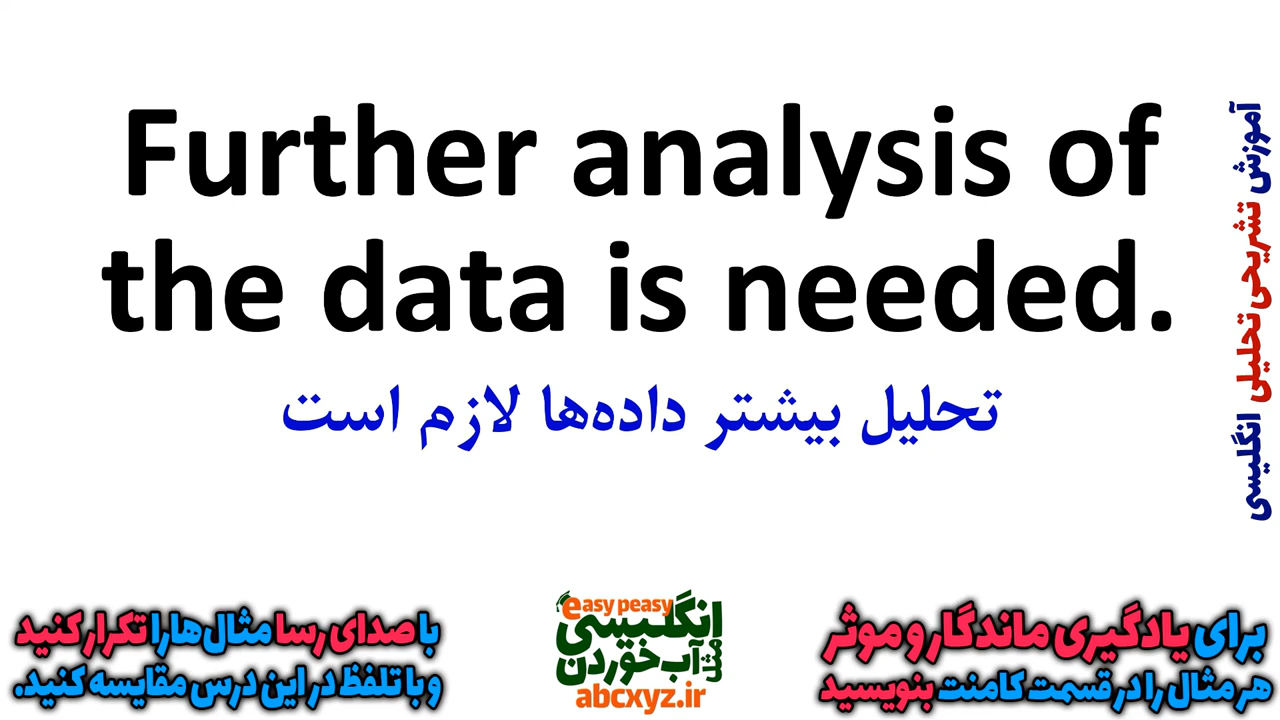 Further analysis of
the data is needed.
تحلیل بیشتر داده‌ها لازم است
آموزش تشریحی تحلیلی انگلیسی
برای یادگیری ماندگار و موثر
هر مثال را در قسمت کامنت بنویسید
easy peasy
انگلیسی
مثل آب خوردن
abcxyz.ir
با صدای رسا مثال‌ها را تکرار کنید
و با تلفظ در این درس مقایسه کنید.